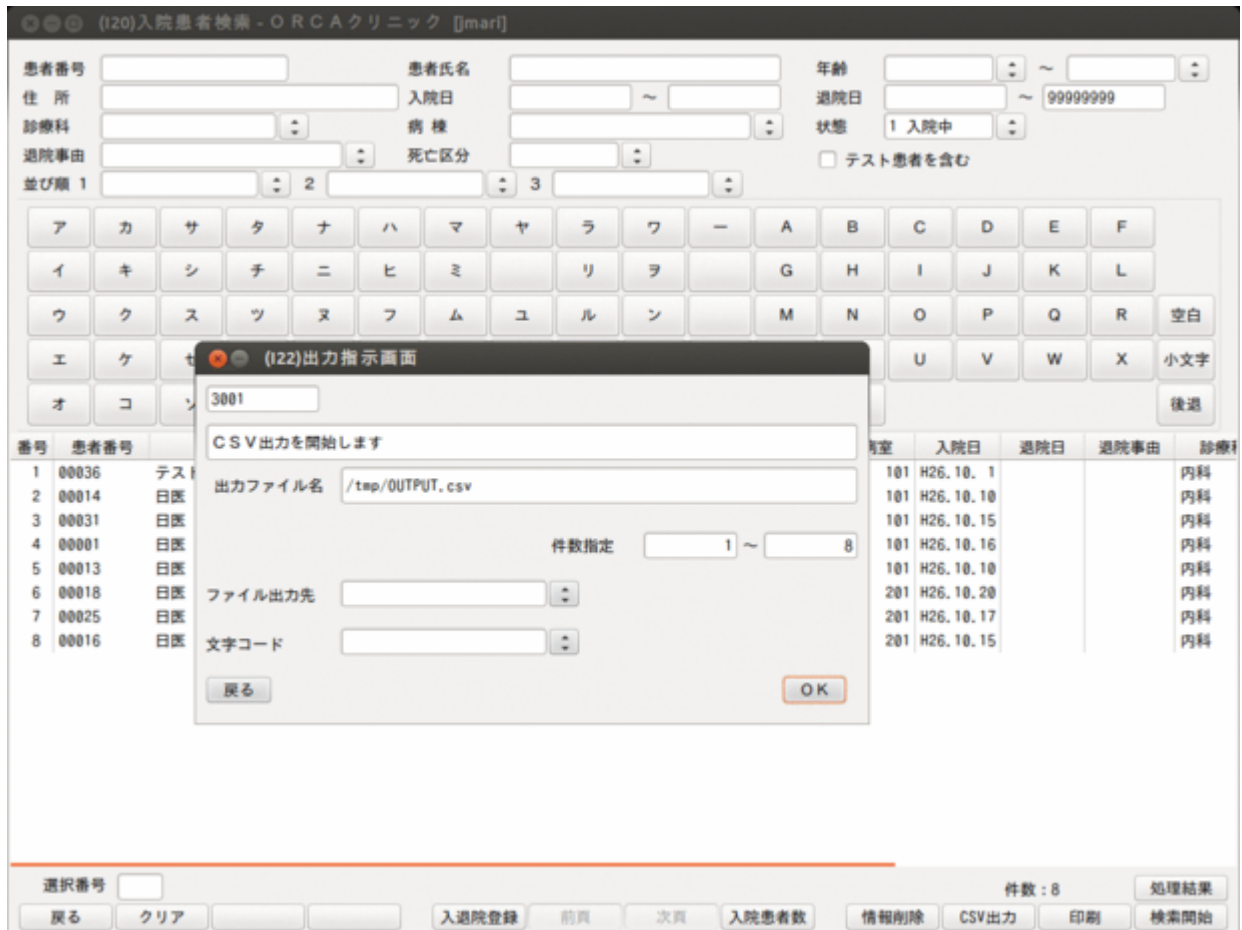 (I20)入院患者検索 - ＯＲＣＡクリニック [jmari]
患者番号 患者氏名 年齢 ～
住 所 入院日 ～ 退院日 ～ 99999999
診療科 病 棟 状態 1 入院中
退院事由 死亡区分 テスト患者を含む
並び順 1 2 3
ア カ サ タ ナ ハ マ ヤ ラ ワ ー A B C D E F
イ キ シ チ ニ ヒ ミ リ ヲ G H I J K L
ウ ク ス ツ ヌ フ ム ユ ル ン M N O P Q R 空白
エ ケ U V W X 小文字
オ コ 後退
(I22)出力指示画面
3001
ＣＳＶ出力を開始します
出力ファイル名 /tmp/OUTPUT.csv
件数指定 1 ～ 8
ファイル出力先
文字コード
戻る ＯＫ
番号 患者番号 室 入院日 退院日 退院事由 診療
1 00036 テスト 101 H26.10. 1 内科
2 00014 日医 101 H26.10.10 内科
3 00031 日医 101 H26.10.15 内科
4 00001 日医 101 H26.10.16 内科
5 00013 日医 101 H26.10.10 内科
6 00018 日医 201 H26.10.20 内科
7 00025 日医 201 H26.10.17 内科
8 00016 日医 201 H26.10.15 内科
選択番号 件数：8 処理結果
戻る クリア 入退院登録 前頁 次頁 入院患者数 情報削除 CSV出力 印刷 検索開始